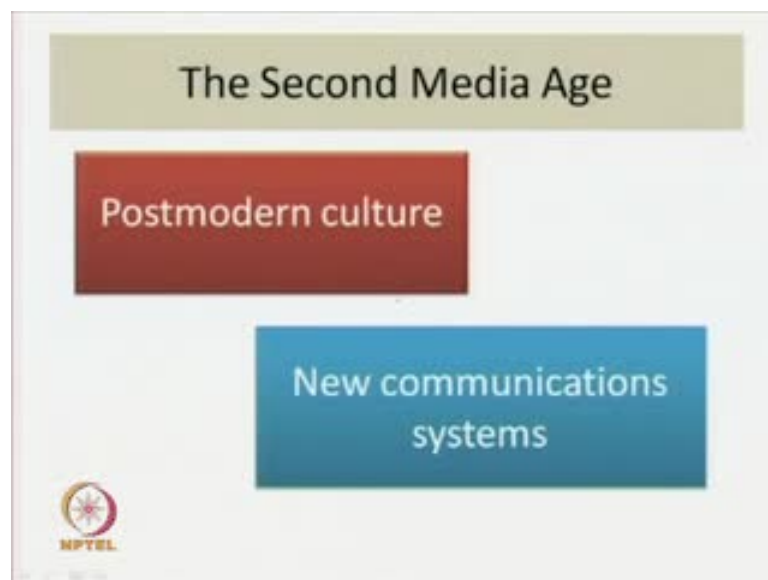 The Second Media Age
Postmodern culture
New communications
systems
NPTEL